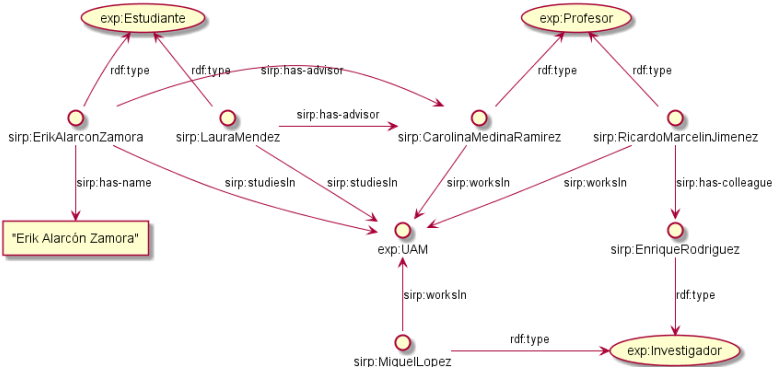 exp:Estudiante
exp:Profesor
rdf:type
rdf:type
sirp:has-advisor
rdf:type
rdf:type
sirp:has-advisor
sirp:ErikAlarconZamora
sirp:LauraMendez
sirp:CarolinaMedinaRamirez
sirp:RicardoMarcelinJimenez
sirp:has-name
sirp:studiesIn
sirp:studiesIn
sirp:worksIn
sirp:worksIn
sirp:has-colleague
"Erik Alarcón Zamora"
exp:UAM
sirp:EnriqueRodriguez
sirp:worksIn
rdf:type
rdf:type
sirp:MiguelLopez
exp:Investigador